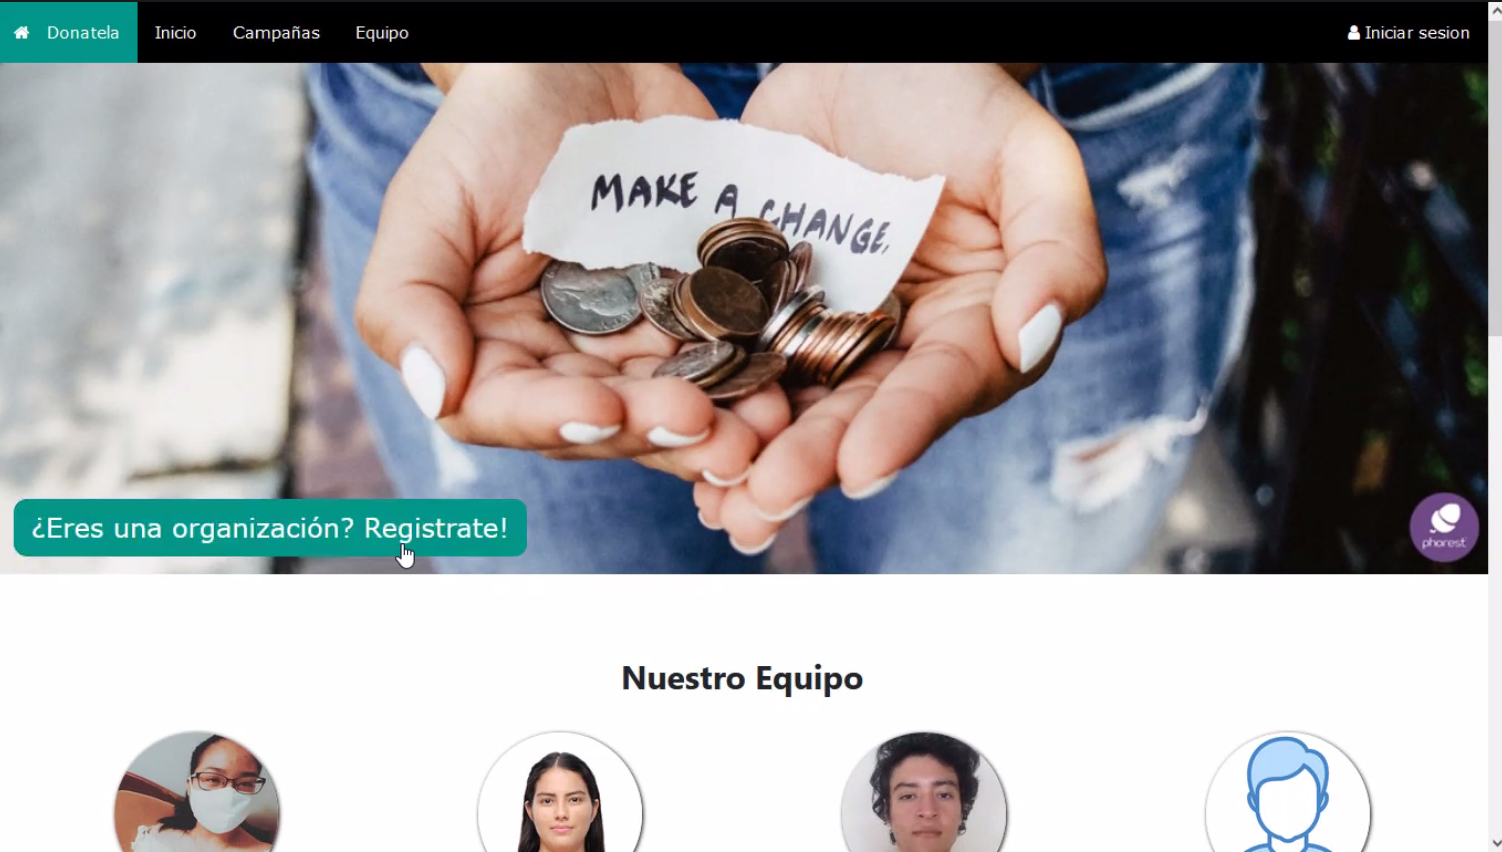 Donatela
Inicio
Campañas
Equipo
Iniciar sesion
MAKE A CHANGE.
phorest
¿Eres una organización? Registrate!
Nuestro Equipo